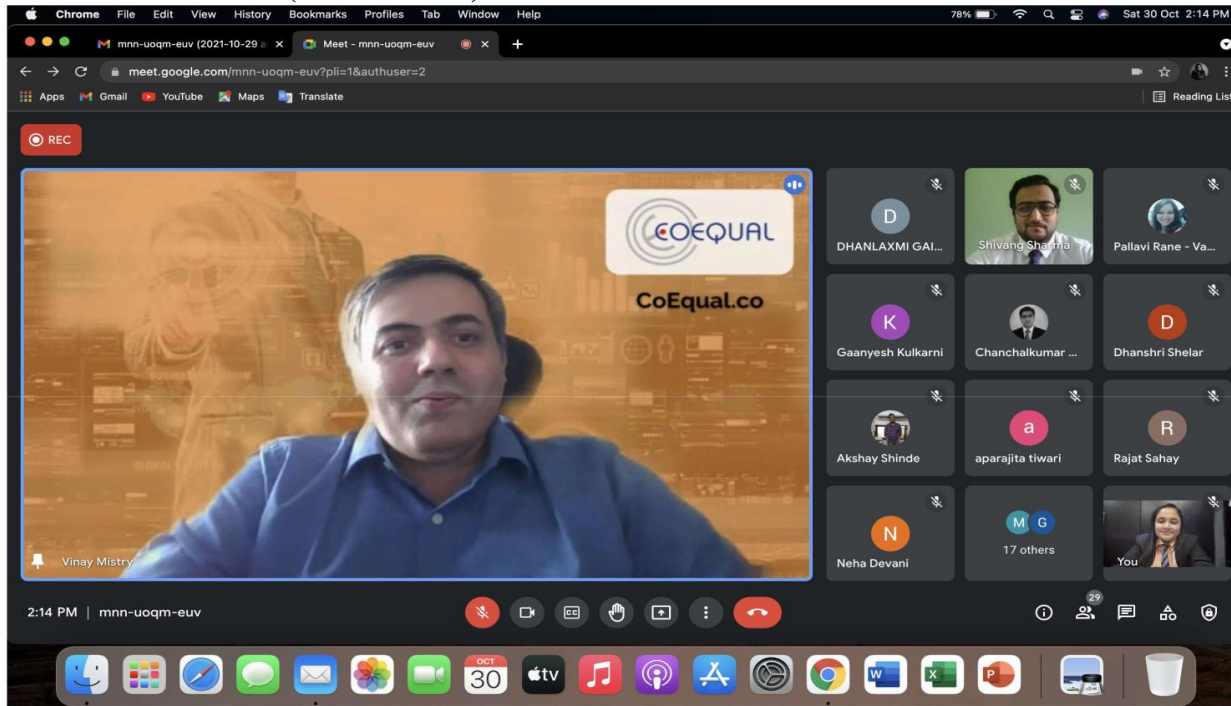 Chrome File Edit View History Bookmarks Profiles Tab Window Help 78% Sat 30 Oct 2:14 PM
mnn-uoqm-euv (2021-10-29 a Meet - mnn-uoqm-euv
meet.google.com/mnn-uoqm-euv?pli=1&authuser=2
Apps Gmail YouTube Maps Translate Reading List
REC
COEQUAL
CoEqual.co
Vinay Mistry
D
DHANLAXMI GAI...
Shivang Sharma
Pallavi Rane - Va...
K
Gaanyesh Kulkarni
Chanchalkumar ...
D
Dhanshri Shelar
Akshay Shinde
a
aparajita tiwari
R
Rajat Sahay
N
Neha Devani
M G
17 others
You
2:14 PM | mnn-uoqm-euv
CC
29
OCT
30
tv
W
X
P